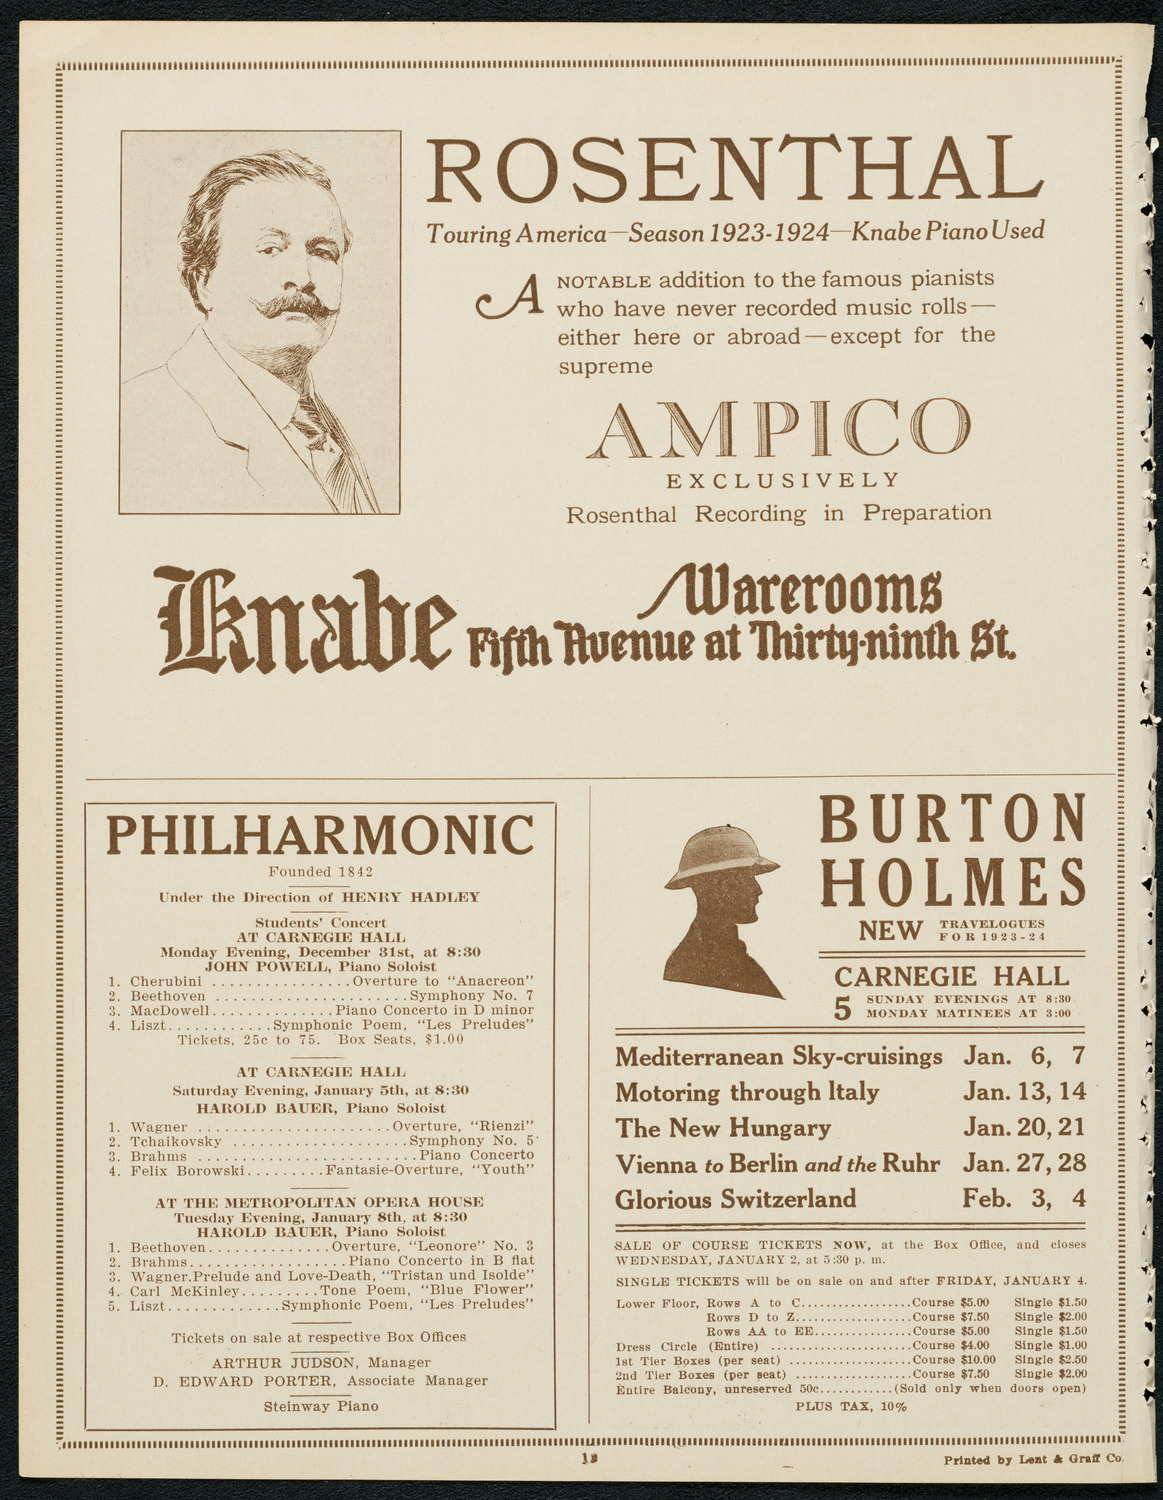 ROSENTHAL
Touring America—Season 1923-1924—Knabe Piano Used
A NOTABLE addition to the famous pianists
who have never recorded music rolls—
either here or abroad—except for the
supreme
AMPICO
EXCLUSIVELY
Rosenthal Recording in Preparation
Knabe Warerooms
Fifth Avenue at Thirty-ninth St.
PHILHARMONIC
Founded 1842
Under the Direction of HENRY HADLEY
Students' Concert
AT CARNEGIE HALL
Monday Evening, December 31st, at 8:30
JOHN POWELL, Piano Soloist
1. Cherubini ................Overture to "Anacreon"
2. Beethoven ......................Symphony No. 7
3. MacDowell..............Piano Concerto in D minor
4. Liszt............Symphonic Poem, "Les Preludes"
Tickets, 25c to 75. Box Seats, $1.00
AT CARNEGIE HALL
Saturday Evening, January 5th, at 8:30
HAROLD BAUER, Piano Soloist
1. Wagner ......................Overture, "Rienzi"
2. Tchaikovsky ....................Symphony No. 5
3. Brahms .........................Piano Concerto
4. Felix Borowski.........Fantasie-Overture, "Youth"
AT THE METROPOLITAN OPERA HOUSE
Tuesday Evening, January 8th, at 8:30
HAROLD BAUER, Piano Soloist
1. Beethoven..............Overture, "Leonore" No. 3
2. Brahms..................Piano Concerto in B flat
3. Wagner.Prelude and Love-Death, "Tristan und Isolde"
4. Carl McKinley.........Tone Poem, "Blue Flower"
5. Liszt.............Symphonic Poem, "Les Preludes"
Tickets on sale at respective Box Offices
ARTHUR JUDSON, Manager
D. EDWARD PORTER, Associate Manager
Steinway Piano
BURTON
HOLMES
NEW TRAVELOGUES
FOR 1923-24
CARNEGIE HALL
5 SUNDAY EVENINGS AT 8:30
MONDAY MATINEES AT 3:00
Mediterranean Sky-cruisings Jan. 6, 7
Motoring through Italy Jan. 13, 14
The New Hungary Jan. 20, 21
Vienna to Berlin and the Ruhr Jan. 27, 28
Glorious Switzerland Feb. 3, 4
SALE OF COURSE TICKETS NOW, at the Box Office, and closes
WEDNESDAY, JANUARY 2, at 5:30 p. m.
SINGLE TICKETS will be on sale on and after FRIDAY, JANUARY 4.
Lower Floor, Rows A to C..................Course $5.00 Single $1.50
Rows D to Z...................Course $7.50 Single $2.00
Rows AA to EE................Course $5.00 Single $1.50
Dress Circle (Entire) .......................Course $4.00 Single $1.00
1st Tier Boxes (per seat) ....................Course $10.00 Single $2.50
2nd Tier Boxes (per seat) ...................Course $7.50 Single $2.00
Entire Balcony, unreserved 50c............(Sold only when doors open)
PLUS TAX, 10%
Printed by Lent & Graff Co.